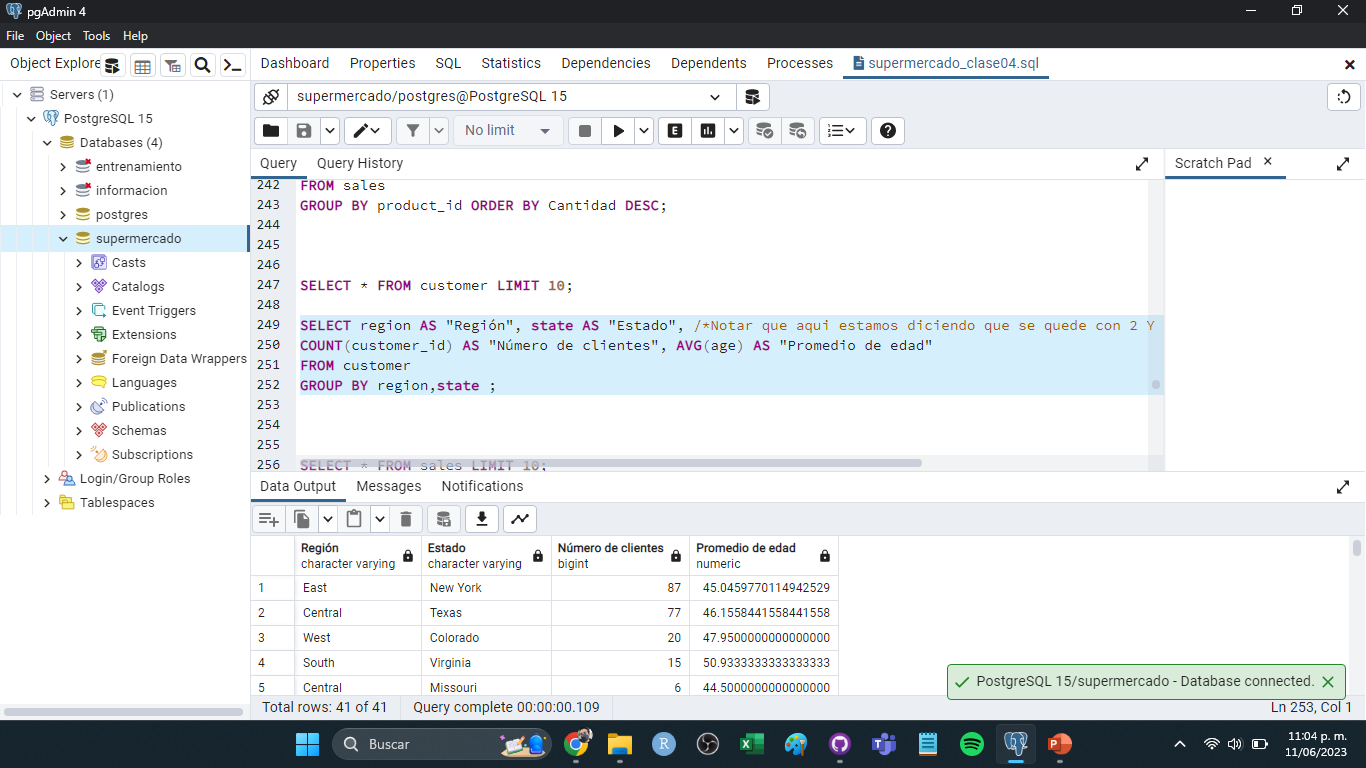 pgAdmin 4
File Object Tools Help
Object Explore
Dashboard Properties SQL Statistics Dependencies Dependents Processes supermercado_clase04.sql
Servers (1)
PostgreSQL 15
Databases (4)
entrenamiento
informacion
postgres
supermercado
Casts
Catalogs
Event Triggers
Extensions
Foreign Data Wrappers
Languages
Publications
Schemas
Subscriptions
Login/Group Roles
Tablespaces
supermercado/postgres@PostgreSQL 15
No limit
E
Query Query History
Scratch Pad
242 FROM sales
243 GROUP BY product_id ORDER BY Cantidad DESC;
244
245
246
247 SELECT * FROM customer LIMIT 10;
248
249 SELECT region AS "Región", state AS "Estado", /*Notar que aqui estamos diciendo que se quede con 2 Y
250 COUNT(customer_id) AS "Número de clientes", AVG(age) AS "Promedio de edad"
251 FROM customer
252 GROUP BY region,state ;
253
254
255
256 SELECT * FROM sales LIMIT 10;
Data Output Messages Notifications
Región Estado Número de clientes Promedio de edad
character varying character varying bigint numeric
1 East New York 87 45.0459770114942529
2 Central Texas 77 46.1558441558441558
3 West Colorado 20 47.9500000000000000
4 South Virginia 15 50.9333333333333333
5 Central Missouri 6 44.5000000000000000
PostgreSQL 15/supermercado - Database connected.
Total rows: 41 of 41 Query complete 00:00:00.109 Ln 253, Col 1
Buscar
R
P
11:04 p. m.
11/06/2023